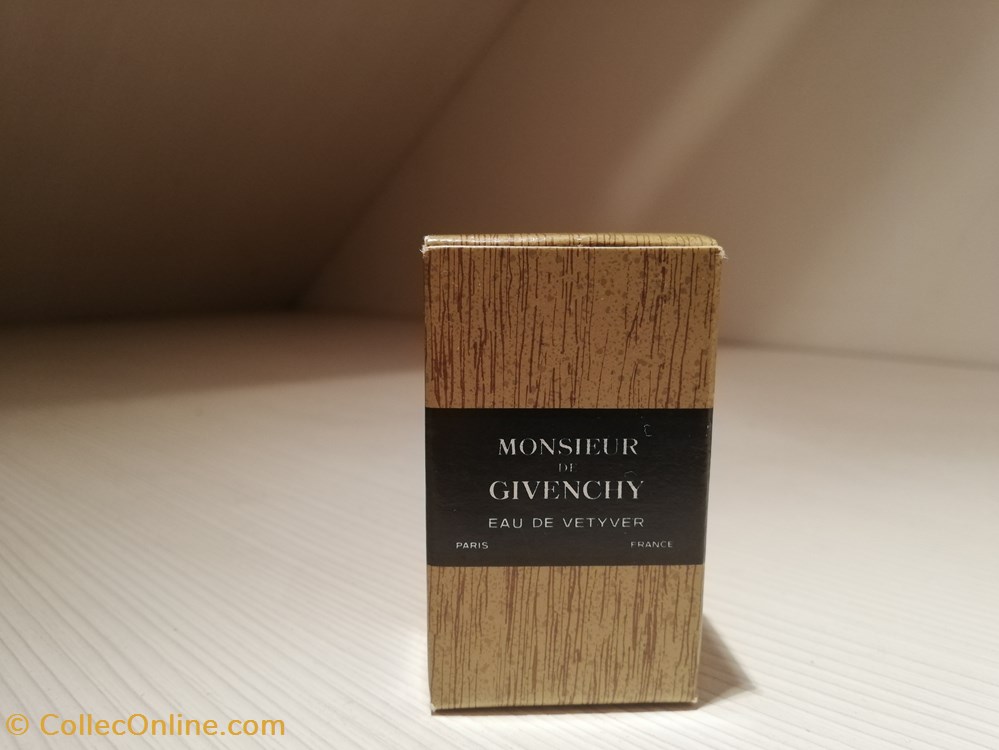 MONSIEUR
DE
GIVENCHY
EAU DE VETYVER
PARIS FRANCE
© CollecOnline.com